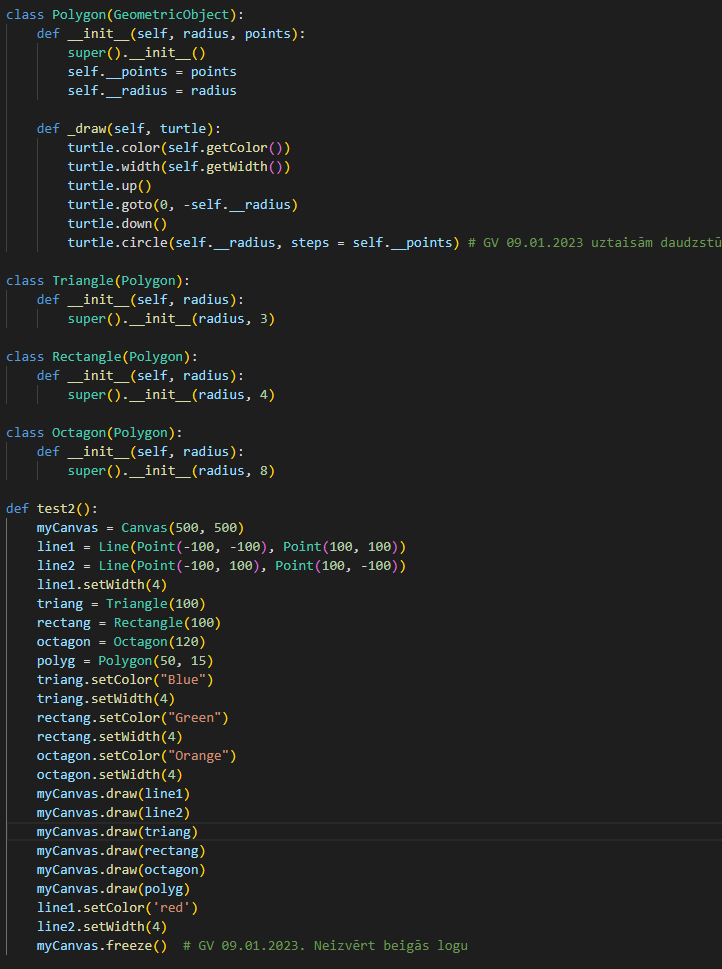 class Polygon(GeometricObject):
    def __init__(self, radius, points):
        super().__init__()
        self.__points = points
        self.__radius = radius

    def _draw(self, turtle):
        turtle.color(self.getColor())
        turtle.width(self.getWidth())
        turtle.up()
        turtle.goto(0, -self.__radius)
        turtle.down()
        turtle.circle(self.__radius, steps = self.__points) # GV 09.01.2023 uztaisām daudzstū

class Triangle(Polygon):
    def __init__(self, radius):
        super().__init__(radius, 3)

class Rectangle(Polygon):
    def __init__(self, radius):
        super().__init__(radius, 4)

class Octagon(Polygon):
    def __init__(self, radius):
        super().__init__(radius, 8)

def test2():
    myCanvas = Canvas(500, 500)
    line1 = Line(Point(-100, -100), Point(100, 100))
    line2 = Line(Point(-100, 100), Point(100, -100))
    line1.setWidth(4)
    triang = Triangle(100)
    rectang = Rectangle(100)
    octagon = Octagon(120)
    polyg = Polygon(50, 15)
    triang.setColor("Blue")
    triang.setWidth(4)
    rectang.setColor("Green")
    rectang.setWidth(4)
    octagon.setColor("Orange")
    octagon.setWidth(4)
    myCanvas.draw(line1)
    myCanvas.draw(line2)
    myCanvas.draw(triang)
    myCanvas.draw(rectang)
    myCanvas.draw(octagon)
    myCanvas.draw(polyg)
    line1.setColor('red')
    line2.setWidth(4)
    myCanvas.freeze()  # GV 09.01.2023. Neizvērt beigās logu